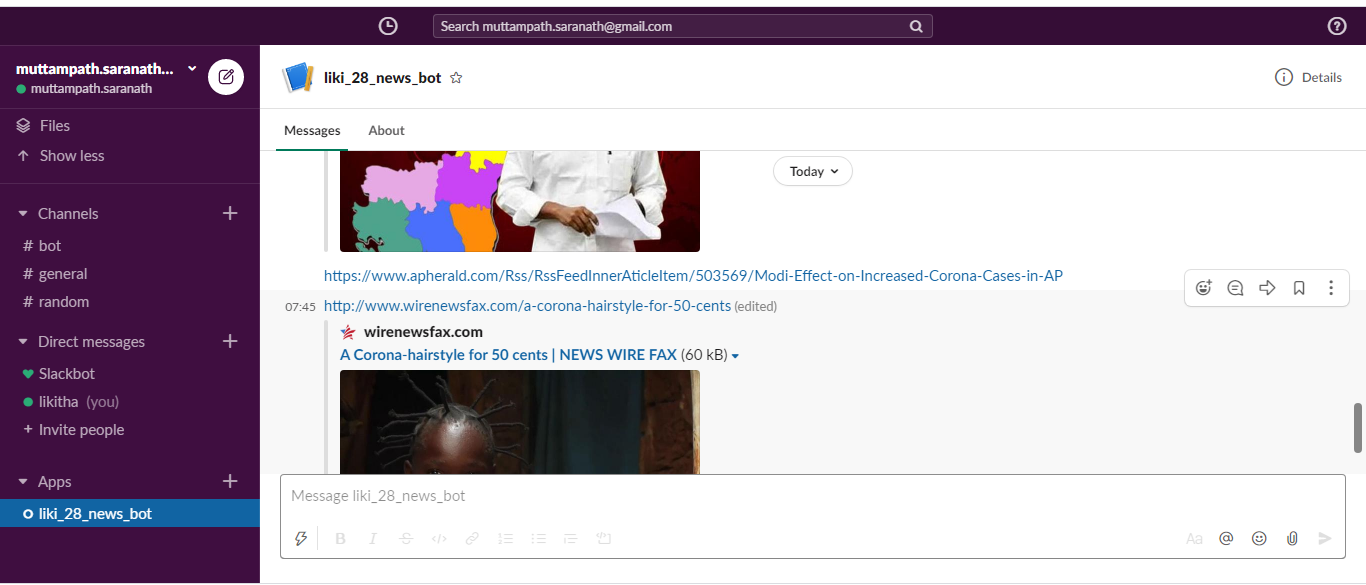 Search muttampath.saranath@gmail.com
muttampath.saranath...
muttampath.saranath
Files
Show less
Channels
# bot
# general
# random
Direct messages
Slackbot
likitha (you)
+ Invite people
Apps
liki_28_news_bot
liki_28_news_bot
Details
Messages About
Today
https://www.apherald.com/Rss/RssFeedInnerAticleItem/503569/Modi-Effect-on-Increased-Corona-Cases-in-AP
07:45 http://www.wirenewsfax.com/a-corona-hairstyle-for-50-cents (edited)
wirenewsfax.com
A Corona-hairstyle for 50 cents | NEWS WIRE FAX (60 kB)
Message liki_28_news_bot
B I S </> Aa @